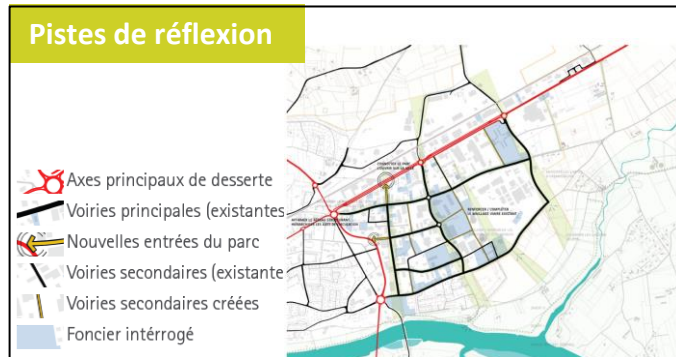 Pistes de réflexion
Axes principaux de desserte
Voiries principales (existantes
Nouvelles entrées du parc
Voiries secondaires (existante
Voiries secondaires créées
Foncier intérrogé